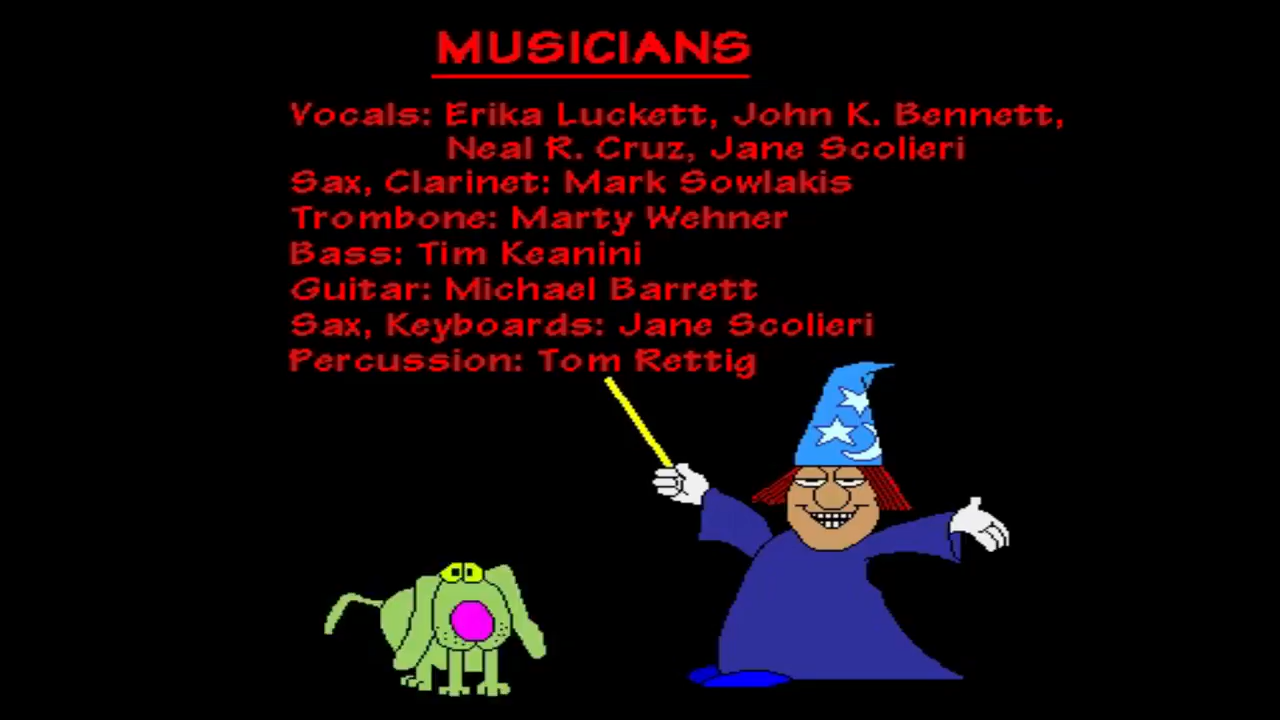 MUSICIANS
Vocals: Erika Luckett, John K. Bennett,
Neal R. Cruz, Jane Scolieri
Sax, Clarinet: Mark Sowlakis
Trombone: Marty Wehner
Bass: Tim Keanini
Guitar: Michael Barrett
Sax, Keyboards: Jane Scolieri
Percussion: Tom Rettig